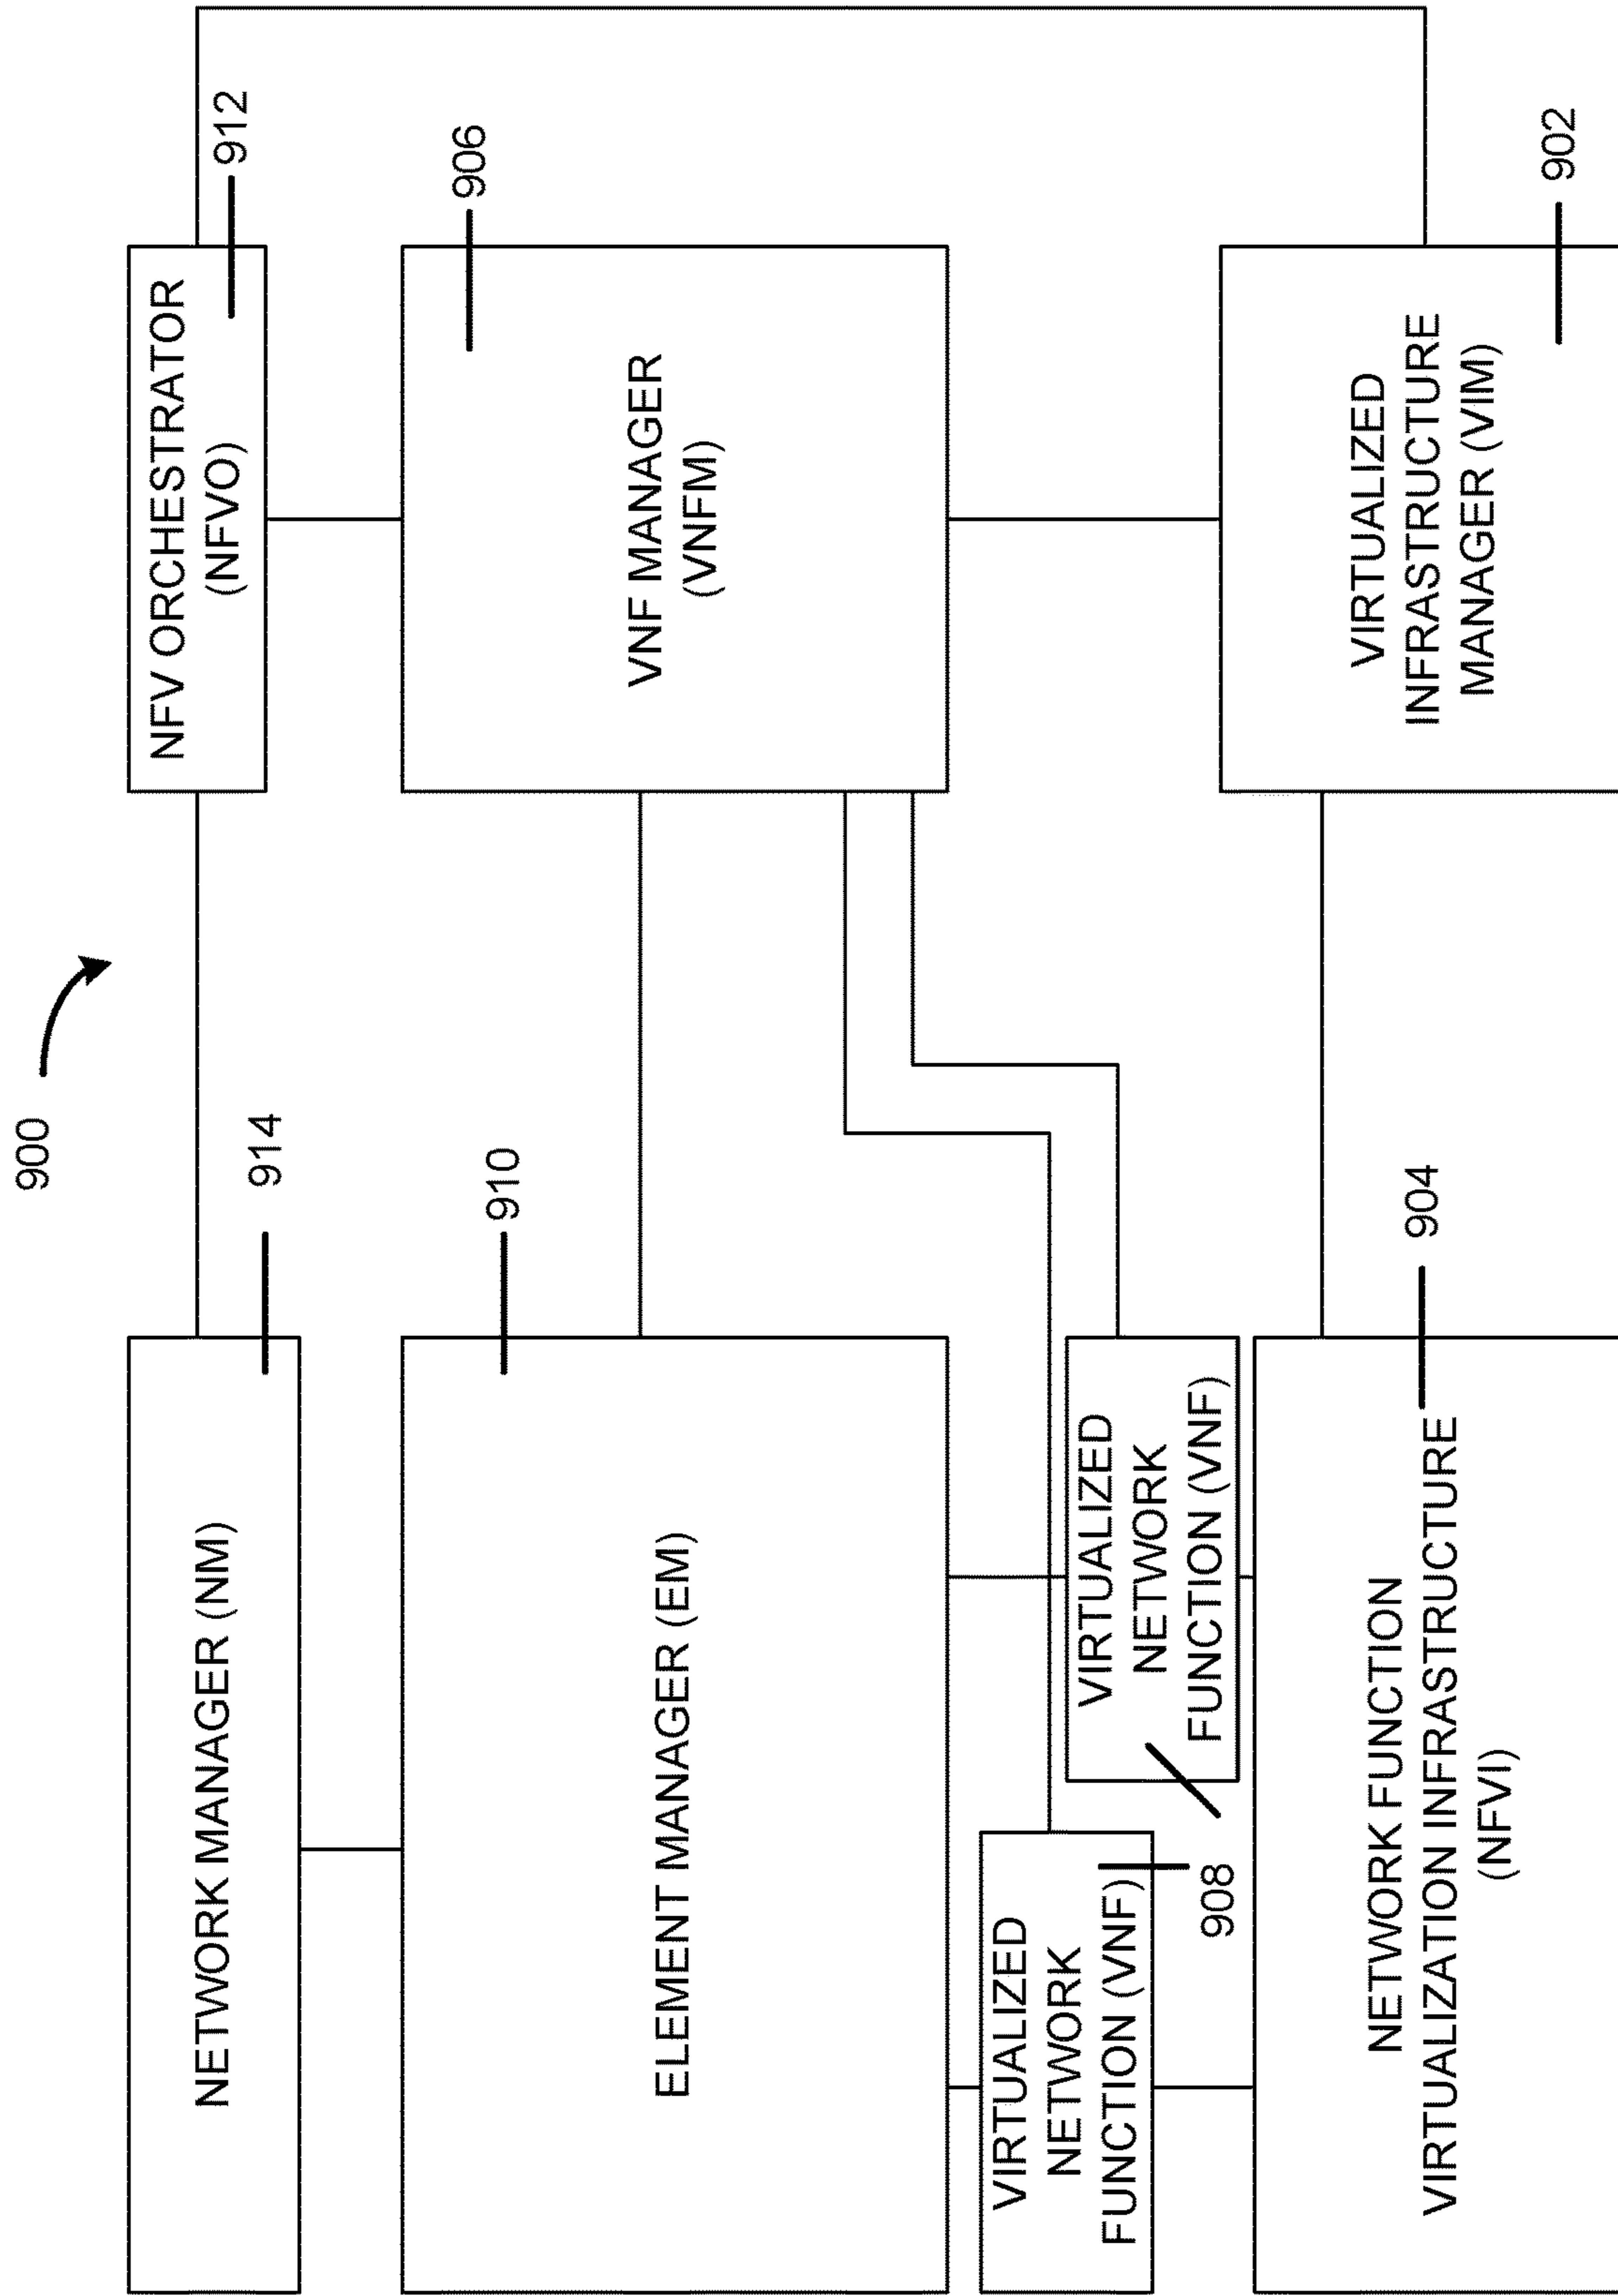 900
NETWORK MANAGER (NM)
914
NFV ORCHESTRATOR
(NFVO)
912
ELEMENT MANAGER (EM)
910
VNF MANAGER
(VNFM)
906
VIRTUALIZED
NETWORK
FUNCTION (VNF)
908
VIRTUALIZED
NETWORK
FUNCTION (VNF)
NETWORK FUNCTION
VIRTUALIZATION INFRASTRUCTURE
(NFVI)
904
VIRTUALIZED
INFRASTRUCTURE
MANAGER (VIM)
902